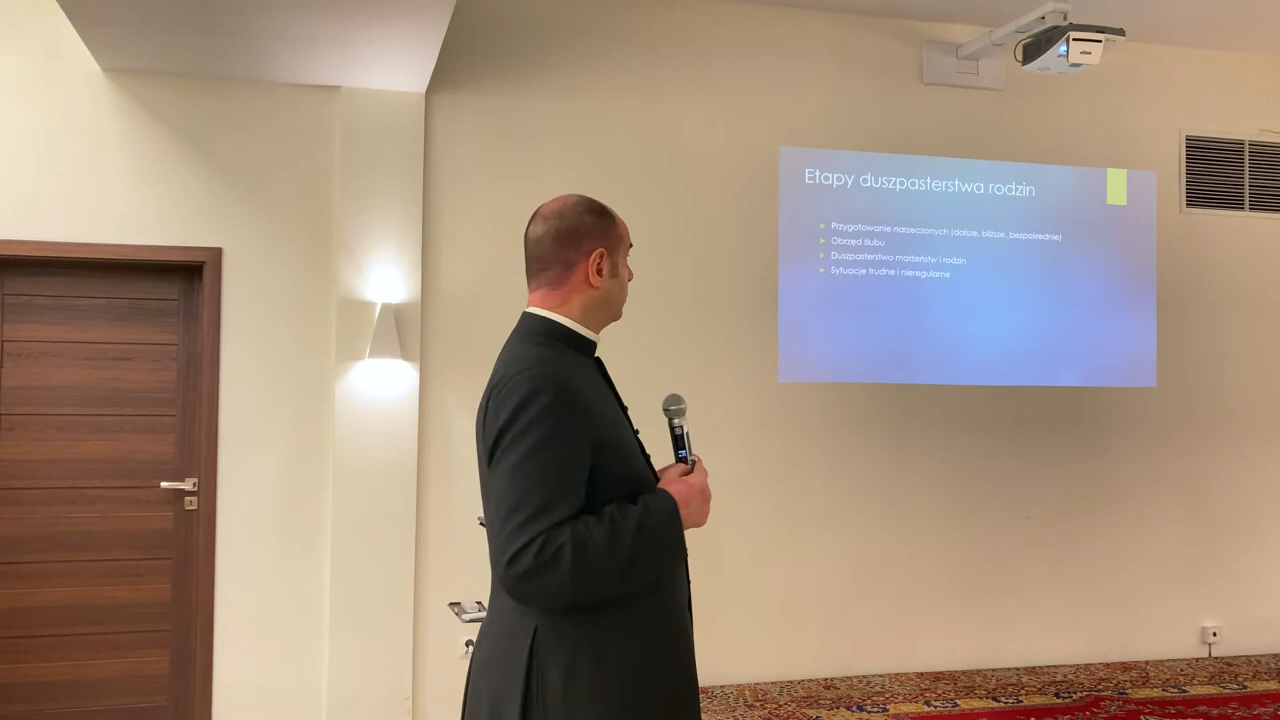 Etapy duszpasterstwa rodzin
Przygotowanie narzeczonych (dalsze, bliższe, bezpośrednie)
Obrzęd ślubu
Duszpasterstwo małżeństw i rodzin
Sytuacje trudne i nieregularne